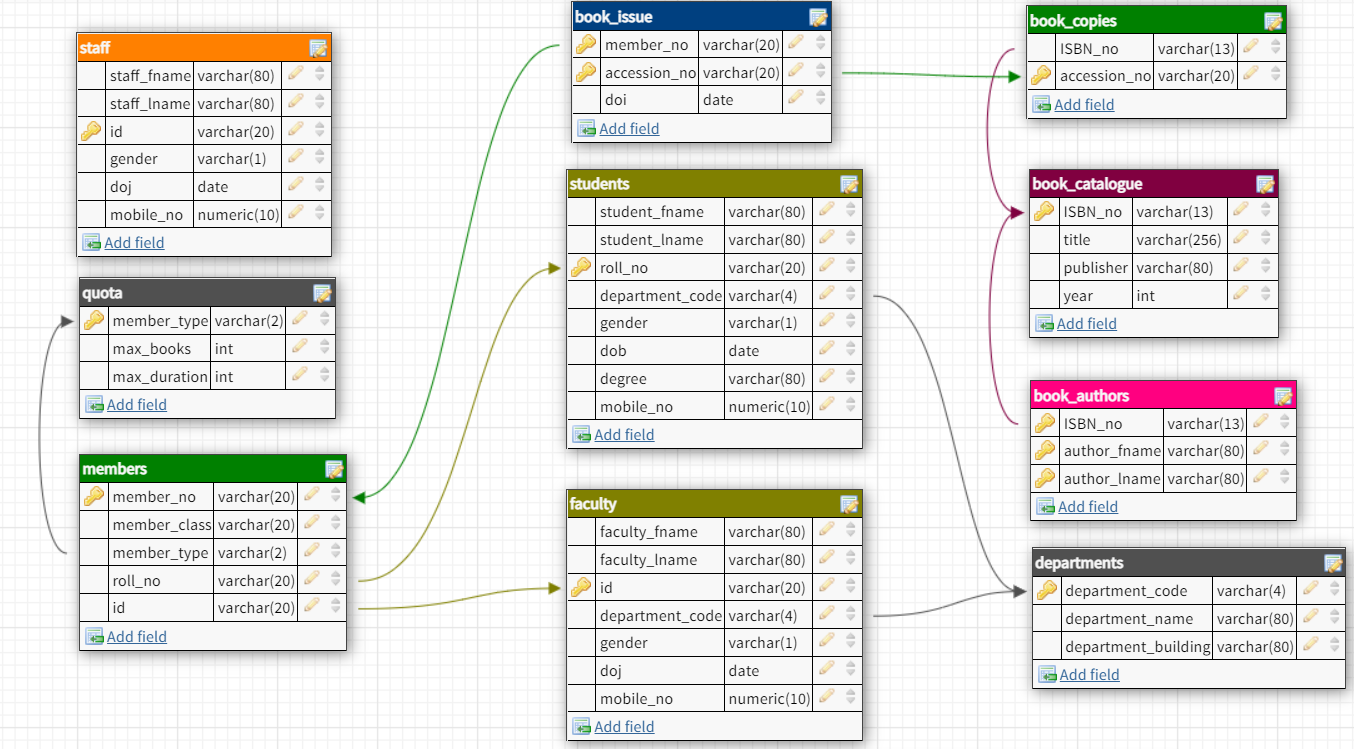 staff
staff_fname varchar(80)
staff_lname varchar(80)
id varchar(20)
gender varchar(1)
doj date
mobile_no numeric(10)
Add field
quota
member_type varchar(2)
max_books int
max_duration int
Add field
members
member_no varchar(20)
member_class varchar(20)
member_type varchar(2)
roll_no varchar(20)
id varchar(20)
Add field
book_issue
member_no varchar(20)
accession_no varchar(20)
doi date
Add field
students
student_fname varchar(80)
student_lname varchar(80)
roll_no varchar(20)
department_code varchar(4)
gender varchar(1)
dob date
degree varchar(80)
mobile_no numeric(10)
Add field
faculty
faculty_fname varchar(80)
faculty_lname varchar(80)
id varchar(20)
department_code varchar(4)
gender varchar(1)
doj date
mobile_no numeric(10)
Add field
book_copies
ISBN_no varchar(13)
accession_no varchar(20)
Add field
book_catalogue
ISBN_no varchar(13)
title varchar(256)
publisher varchar(80)
year int
Add field
book_authors
ISBN_no varchar(13)
author_fname varchar(80)
author_lname varchar(80)
Add field
departments
department_code varchar(4)
department_name varchar(80)
department_building varchar(80)
Add field